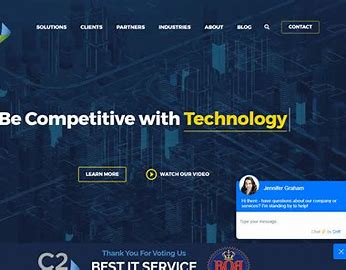 SOLUTIONS CLIENTS PARTNERS INDUSTRIES ABOUT BLOG CONTACT
Be Competitive with Technology
LEARN MORE WATCH OUR VIDEO
Jennifer Graham
Hi there - have questions about our company
or services? I'm standing by to help!
Type your message
Chat by Drift
C2
Thank You For Voting Us
BEST IT SERVICE
BOB